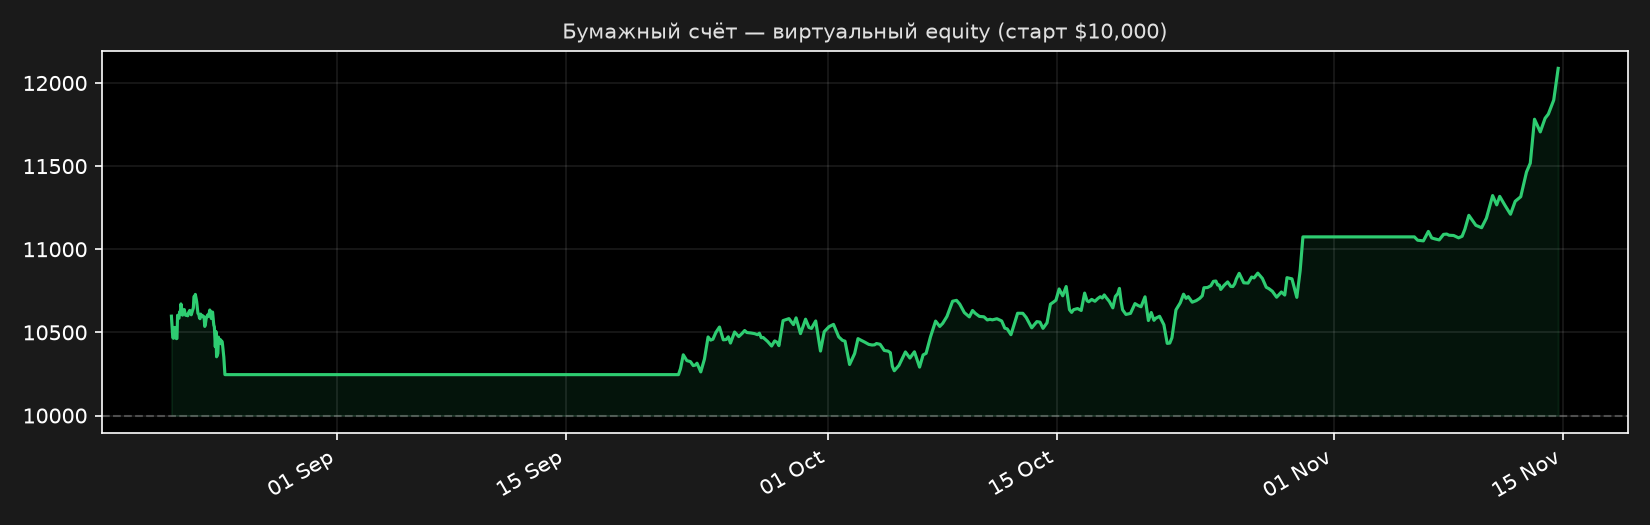 Бумажный счёт — виртуальный equity (старт $10,000)
12000
11500
11000
10500
10000
01 Sep
15 Sep
01 Oct
15 Oct
01 Nov
15 Nov